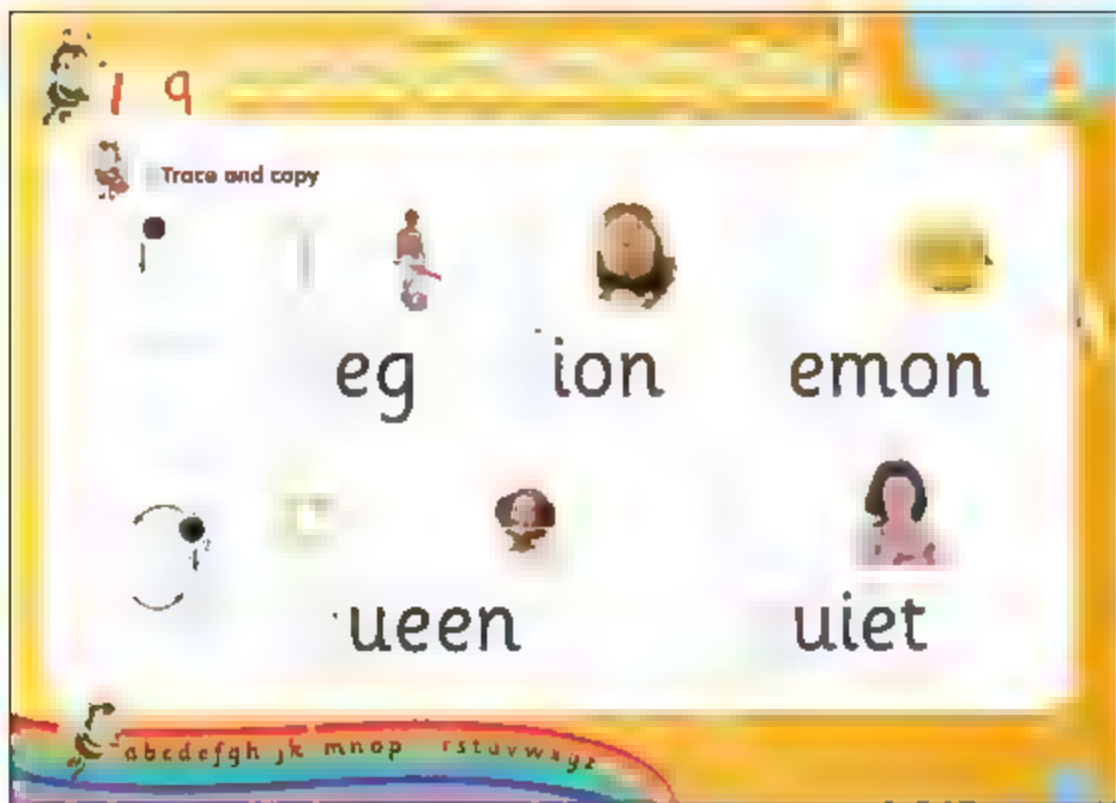 l q
Trace and copy
eg ion emon
ueen uiet
abcdefgh jk mnop rstuvwxyz